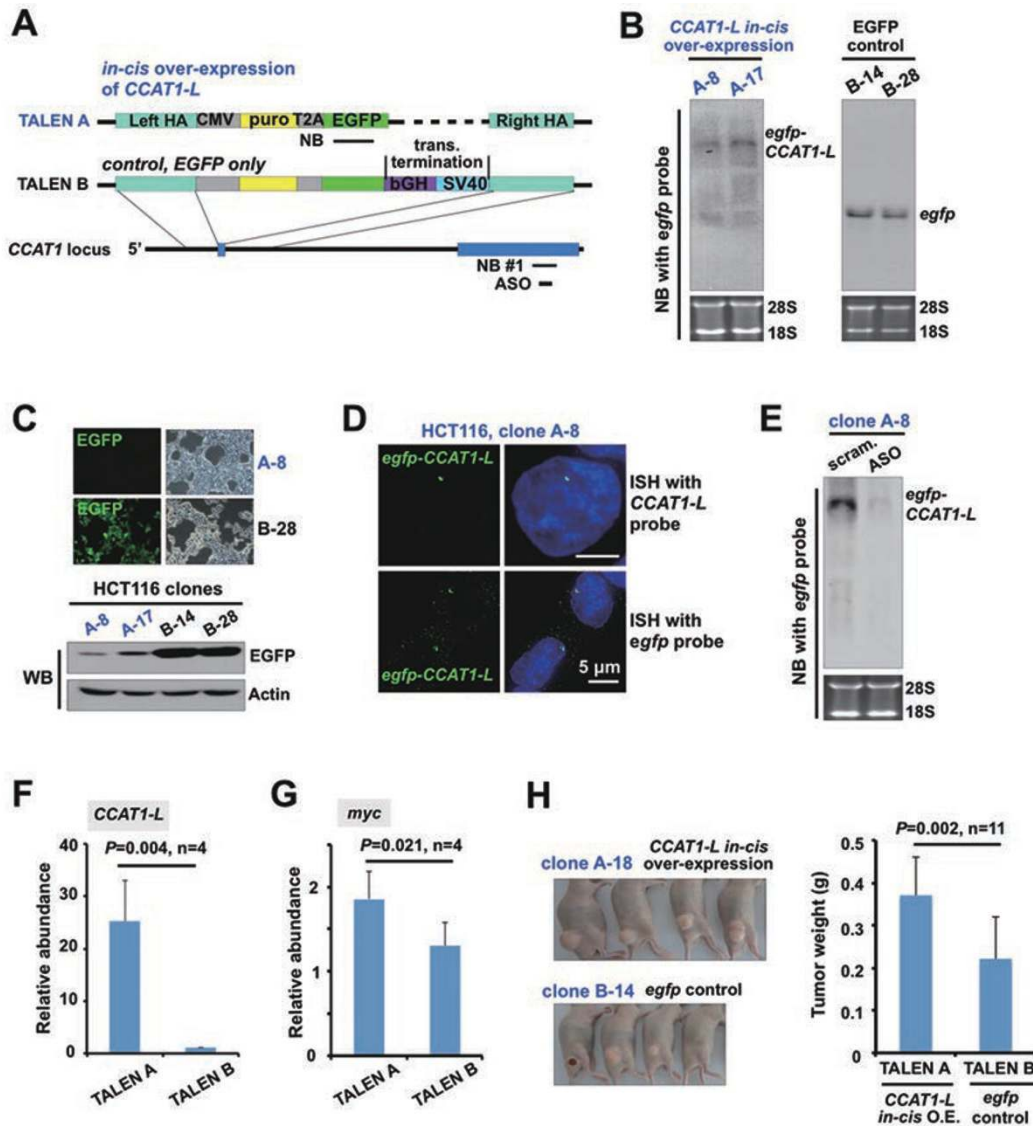 A
in-cis over-expression
of CCAT1-L
TALEN A
Left HA CMV puro T2A EGFP Right HA
NB
trans.
termination
control, EGFP only
TALEN B
bGH SV40
CCAT1 locus 5'
NB #1
ASO
B
CCAT1-L in-cis
over-expression
EGFP
control
A-8 A-17 B-14 B-28
NB with egfp probe
egfp-
CCAT1-L
egfp
28S
18S
28S
18S
C
EGFP
A-8
EGFP
B-28
HCT116 clones
A-8 A-17 B-14 B-28
WB
EGFP
Actin
D
HCT116, clone A-8
egfp-CCAT1-L
ISH with
CCAT1-L
probe
ISH with
egfp probe
egfp-CCAT1-L
5 µm
E
clone A-8
scram. ASO
NB with egfp probe
egfp-
CCAT1-L
28S
18S
F
CCAT1-L
P=0.004, n=4
Relative abundance
40
30
20
10
0
TALEN A TALEN B
G
myc
P=0.021, n=4
Relative abundance
2
1
0
TALEN A TALEN B
H
CCAT1-L in-cis
clone A-18 over-expression
clone B-14 egfp control
P=0.002, n=11
Tumor weight (g)
0.4
0.3
0.2
0.1
0.0
TALEN A TALEN B
CCAT1-L
in-cis O.E.
egfp
control